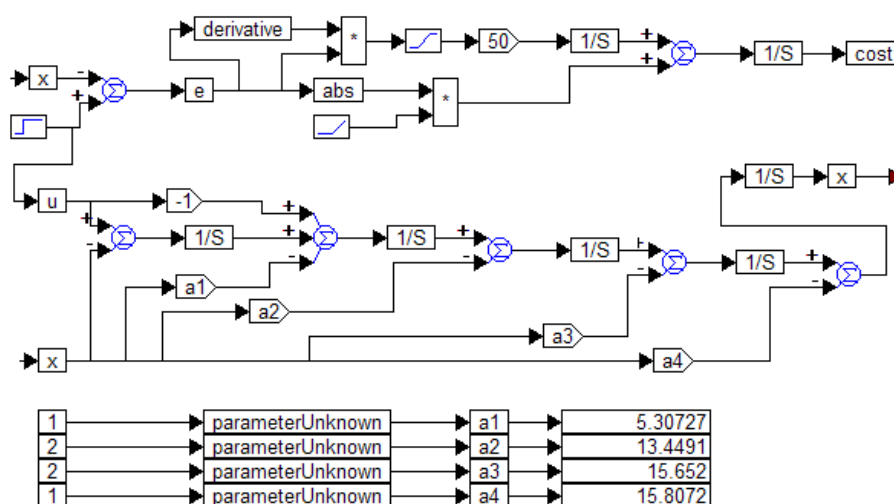 derivative
*
50
1/S
+
+
Σ
1/S
cost
x
-
+
Σ
e
abs
*
u
-1
1/S
x
+
-
Σ
1/S
+
+
-
Σ
1/S
+
-
Σ
1/S
+
-
Σ
1/S
+
-
Σ
a1
a2
a3
x
a4
1 parameterUnknown a1 5.30727
2 parameterUnknown a2 13.4491
2 parameterUnknown a3 15.652
1 parameterUnknown a4 15.8072